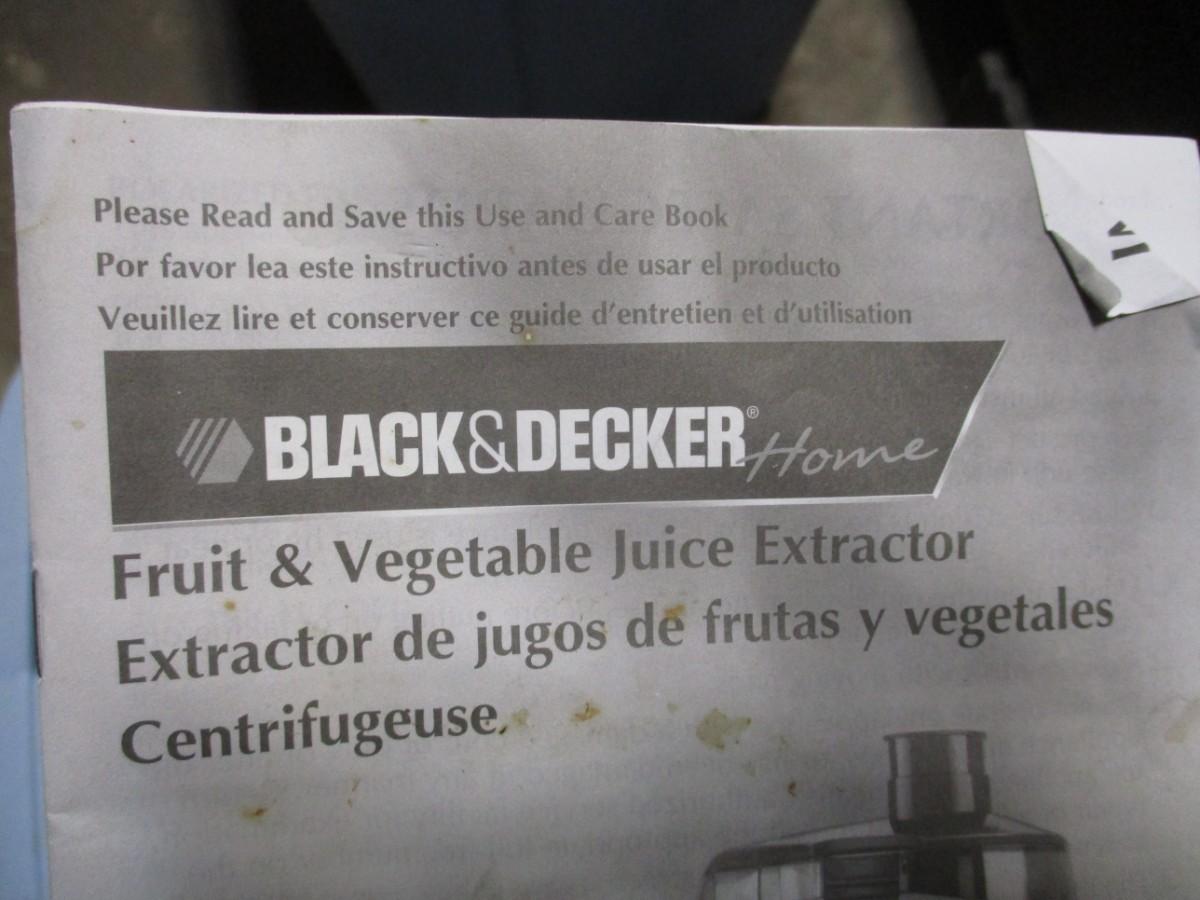 Please Read and Save this Use and Care Book
Por favor lea este instructivo antes de usar el producto
Veuillez lire et conserver ce guide d'entretien et d'utilisation
BLACK&DECKER® Home
Fruit & Vegetable Juice Extractor
Extractor de jugos de frutas y vegetales
Centrifugeuse